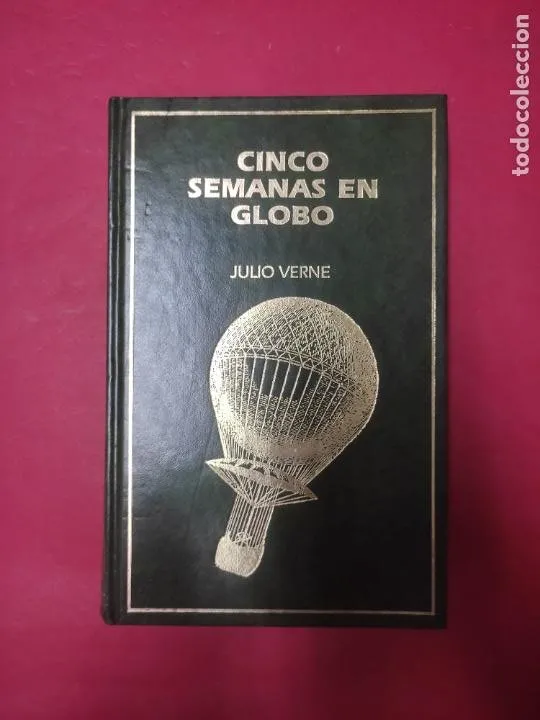 CINCO
SEMANAS EN
GLOBO
JULIO VERNE
todocoleccion